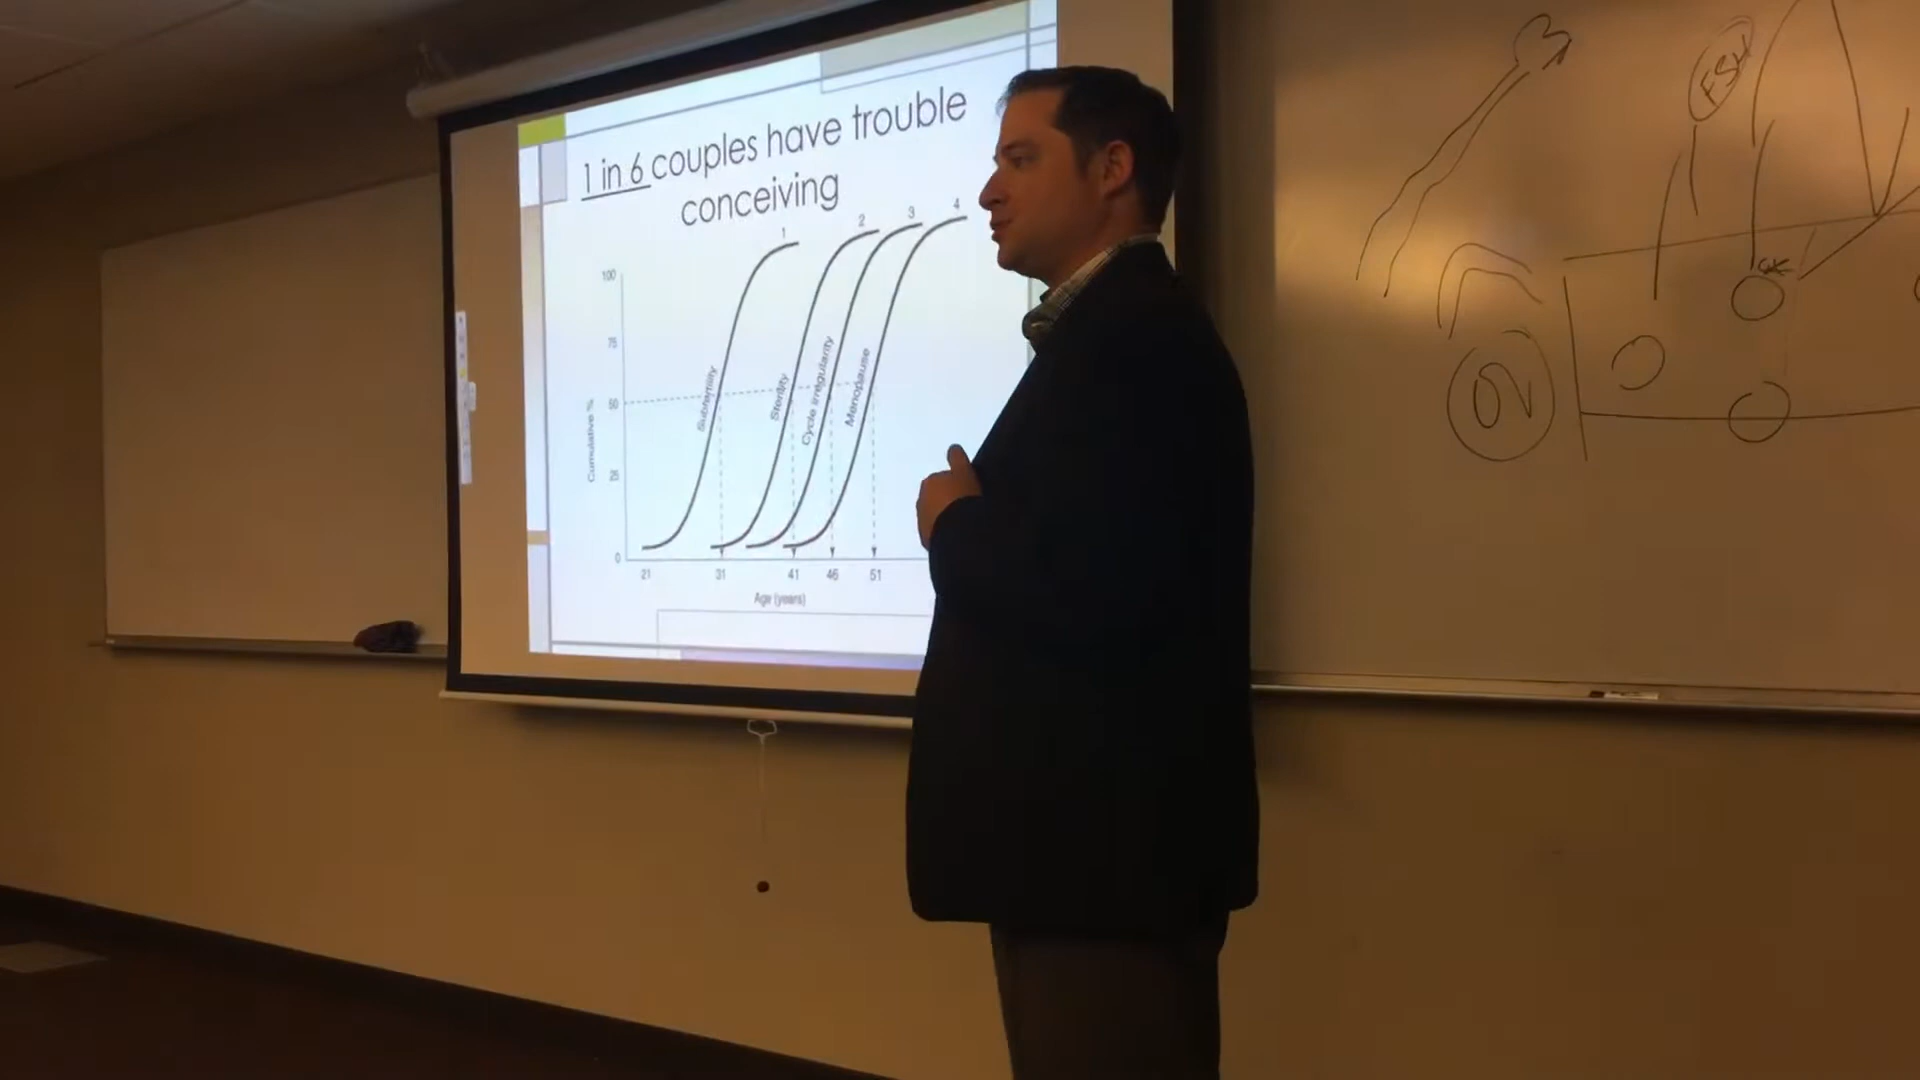 1 in 6 couples have trouble
conceiving
1
2
3
4
100
75
50
25
0
Cumulative %
Subfertility
Sterility
Cycle irregularity
Menopause
21
31
41
46
51
Age (years)
FSH
OV